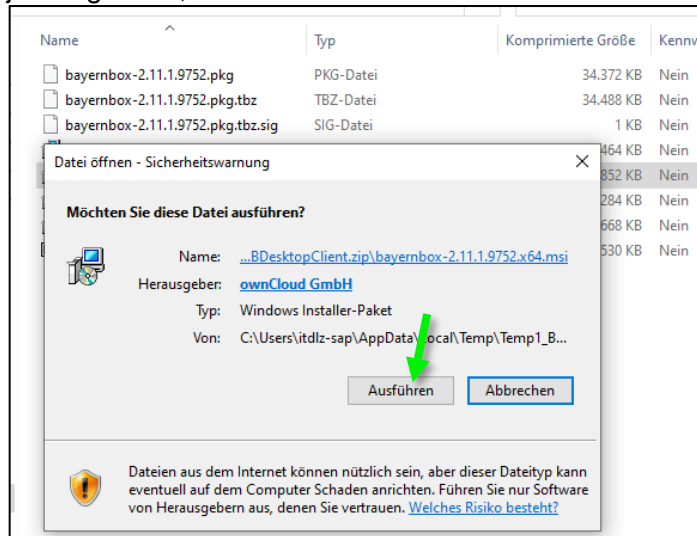 Name Typ Komprimierte Größe Kennw
bayernbox-2.11.1.9752.pkg PKG-Datei 34.372 KB Nein
bayernbox-2.11.1.9752.pkg.tbz TBZ-Datei 34.488 KB Nein
bayernbox-2.11.1.9752.pkg.tbz.sig SIG-Datei 1 KB Nein
464 KB Nein
Datei öffnen - Sicherheitswarnung
852 KB Nein
284 KB Nein
Möchten Sie diese Datei ausführen?
668 KB Nein
530 KB Nein
Name: ...BDesktopClient.zip\bayernbox-2.11.1.9752.x64.msi
Herausgeber: ownCloud GmbH
Typ: Windows Installer-Paket
Von: C:\Users\itdlz-sap\AppData\Local\Temp\Temp1_B...
Ausführen Abbrechen
Dateien aus dem Internet können nützlich sein, aber dieser Dateityp kann
eventuell auf dem Computer Schaden anrichten. Führen Sie nur Software
von Herausgebern aus, denen Sie vertrauen. Welches Risiko besteht?